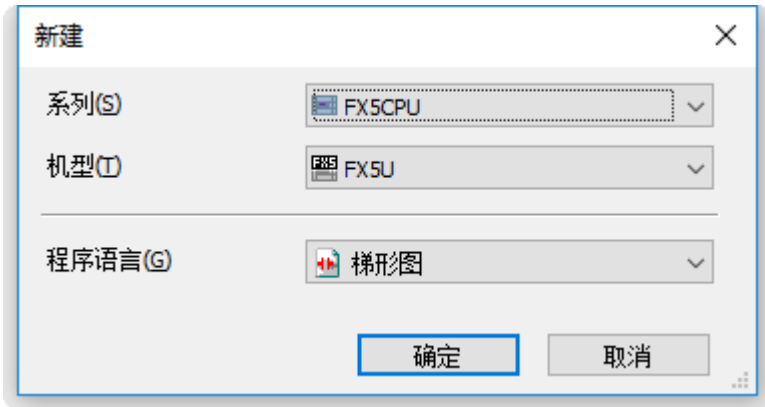 新建
系列(S) FX5CPU
机型(T) FX5U
程序语言(G) 梯形图
确定 取消